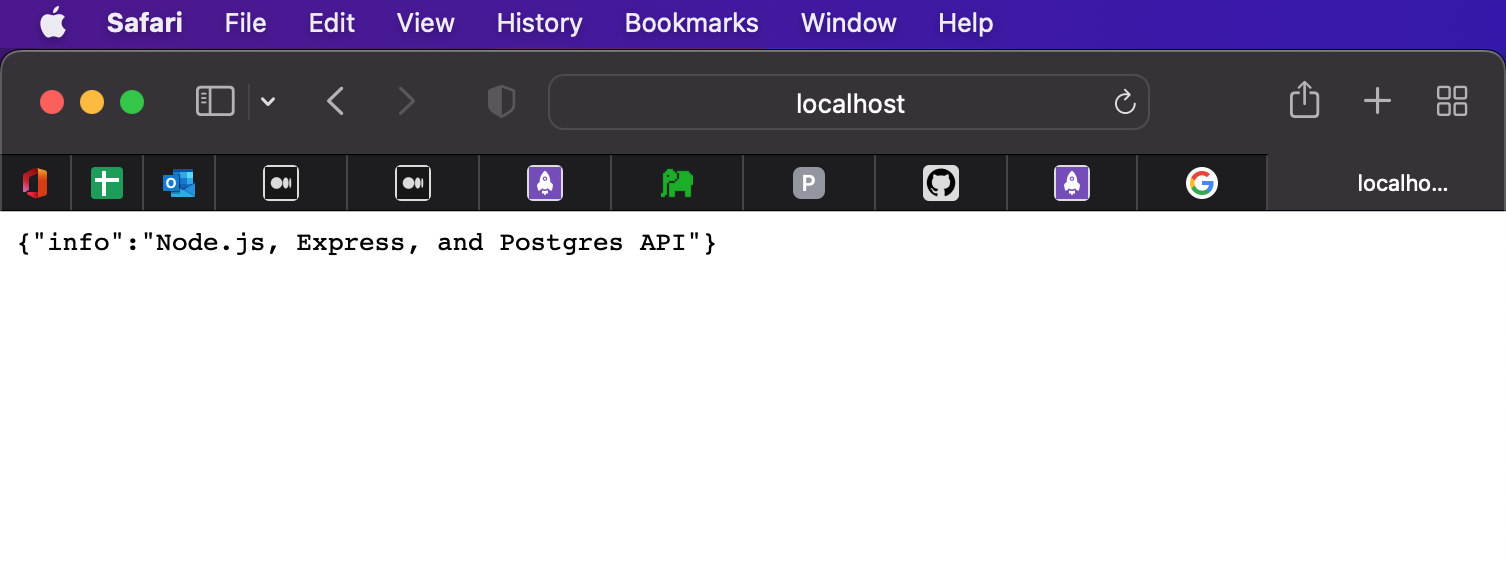 Safari File Edit View History Bookmarks Window Help
localhost
P
localho...
{"info":"Node.js, Express, and Postgres API"}